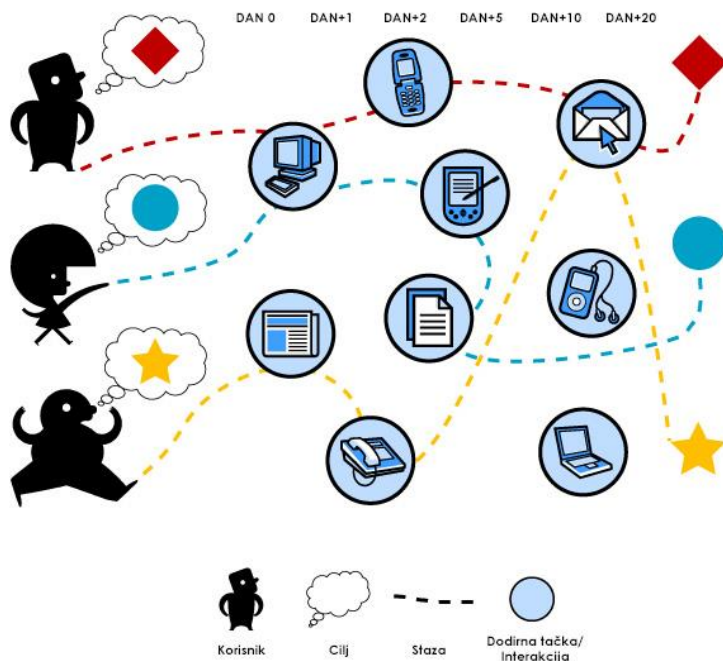 DAN 0 DAN+1 DAN+2 DAN+5 DAN+10 DAN+20
Korisnik Cilj Staza Dodirna tačka/
Interakcija